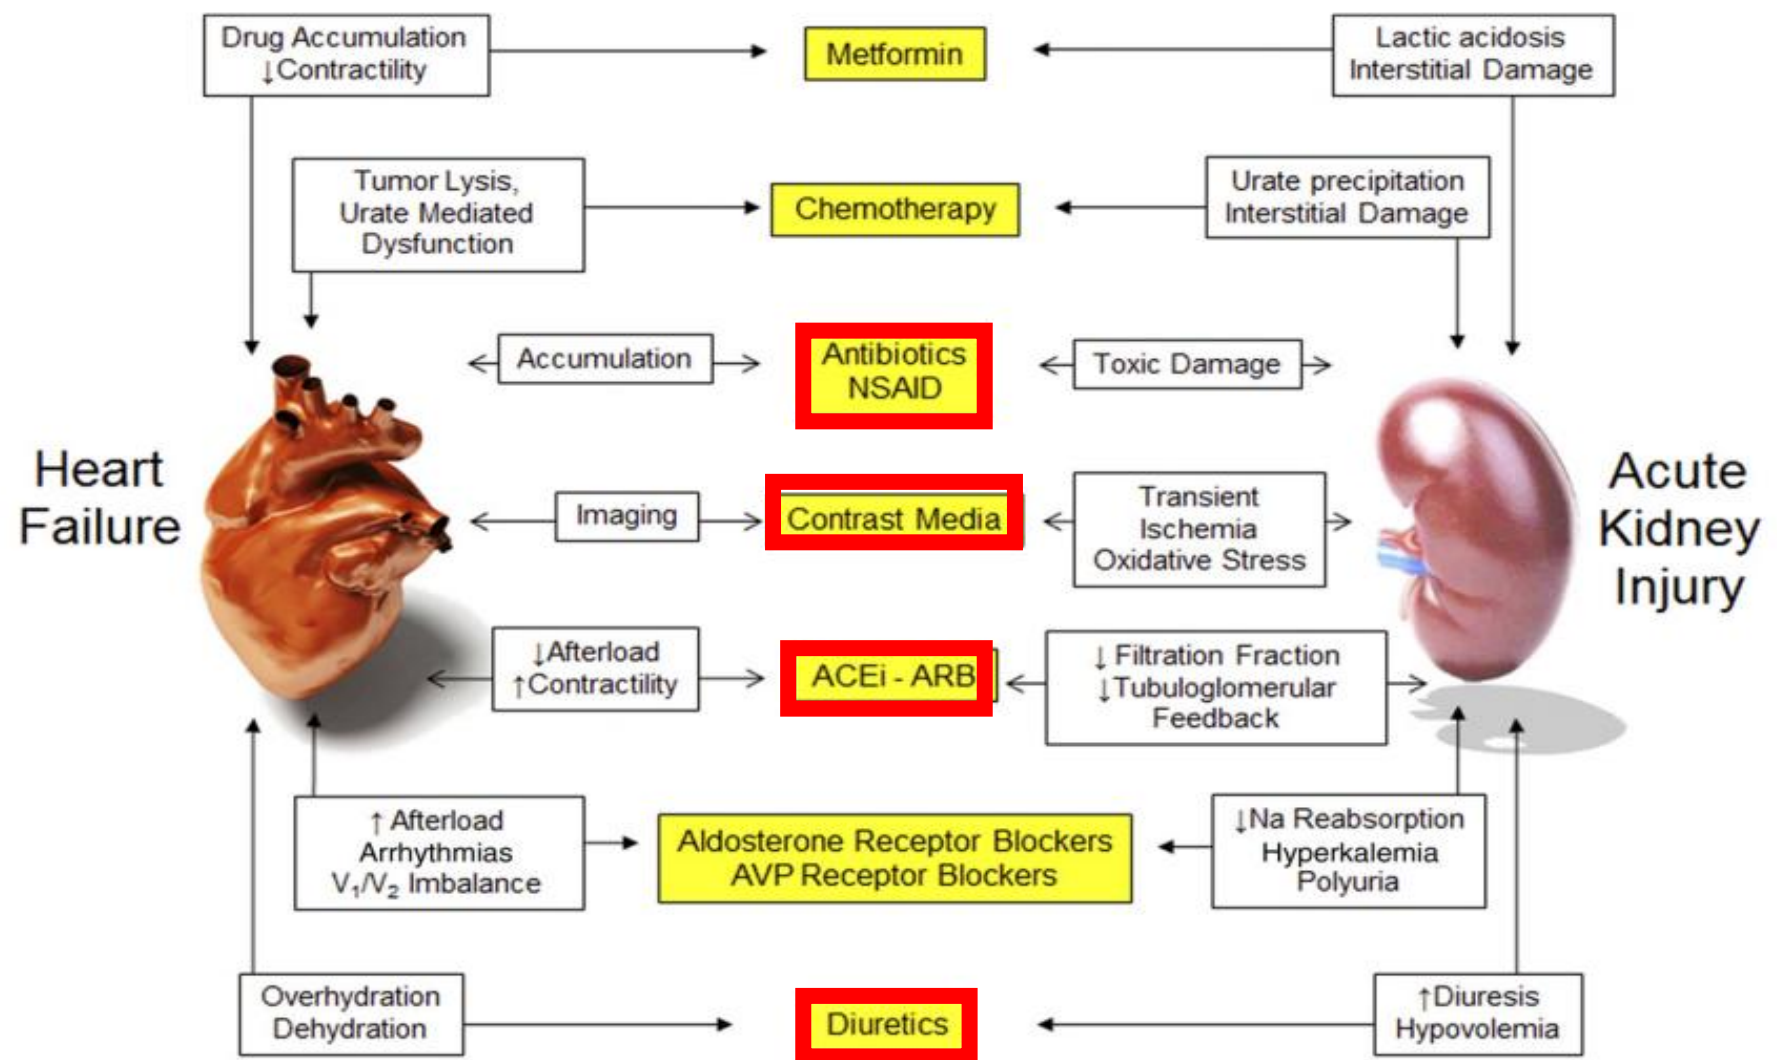 Drug Accumulation
↓Contractility
Metformin
Lactic acidosis
Interstitial Damage
Tumor Lysis,
Urate Mediated
Dysfunction
Chemotherapy
Urate precipitation
Interstitial Damage
Accumulation
Antibiotics
NSAID
Toxic Damage
Heart
Failure
Imaging
Contrast Media
Transient
Ischemia
Oxidative Stress
Acute
Kidney
Injury
↓Afterload
↑Contractility
ACEi - ARB
↓ Filtration Fraction
↓Tubuloglomerular
Feedback
↑ Afterload
Arrhythmias
V₁/V₂ Imbalance
Aldosterone Receptor Blockers
AVP Receptor Blockers
↓Na Reabsorption
Hyperkalemia
Polyuria
Overhydration
Dehydration
Diuretics
↑Diuresis
Hypovolemia